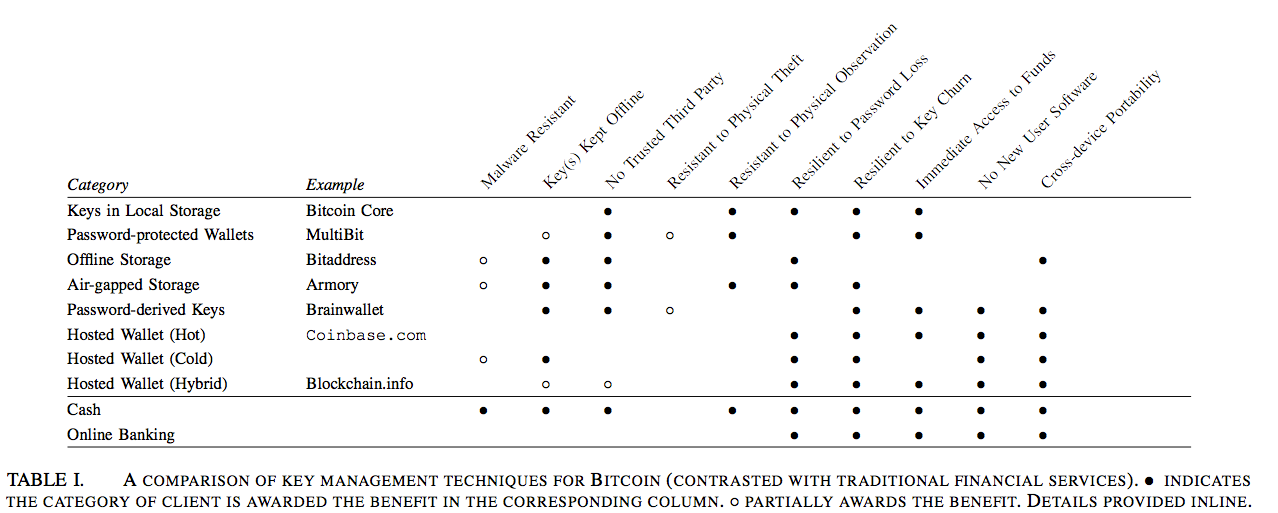 Malware Resistant
Key(s) Kept Offline
No Trusted Third Party
Resistant to Physical Theft
Resistant to Physical Observation
Resilient to Password Loss
Resilient to Key Churn
Immediate Access to Funds
No New User Software
Cross-device Portability
Category Example
Keys in Local Storage Bitcoin Core ● ● ● ● ●
Password-protected Wallets MultiBit ○ ● ○ ● ● ●
Offline Storage Bitaddress ○ ● ● ● ●
Air-gapped Storage Armory ○ ● ● ● ● ●
Password-derived Keys Brainwallet ● ● ○ ● ● ● ●
Hosted Wallet (Hot) Coinbase.com ● ● ● ● ●
Hosted Wallet (Cold) ○ ● ● ● ● ●
Hosted Wallet (Hybrid) Blockchain.info ○ ○ ● ● ● ● ●
Cash ● ● ● ● ● ● ● ● ●
Online Banking ● ● ● ● ●
TABLE I. A COMPARISON OF KEY MANAGEMENT TECHNIQUES FOR BITCOIN (CONTRASTED WITH TRADITIONAL FINANCIAL SERVICES). ● INDICATES
THE CATEGORY OF CLIENT IS AWARDED THE BENEFIT IN THE CORRESPONDING COLUMN. ○ PARTIALLY AWARDS THE BENEFIT. DETAILS PROVIDED INLINE.